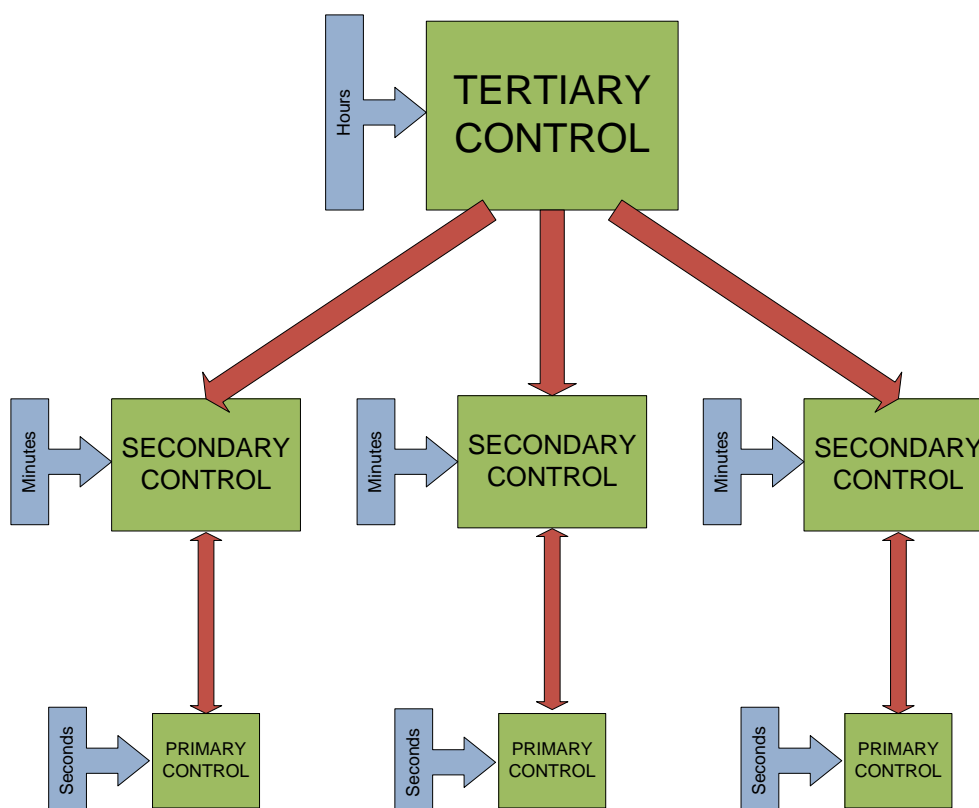 Hours
TERTIARY
CONTROL
Minutes
SECONDARY
CONTROL
Minutes
SECONDARY
CONTROL
Minutes
SECONDARY
CONTROL
Seconds
PRIMARY
CONTROL
Seconds
PRIMARY
CONTROL
Seconds
PRIMARY
CONTROL